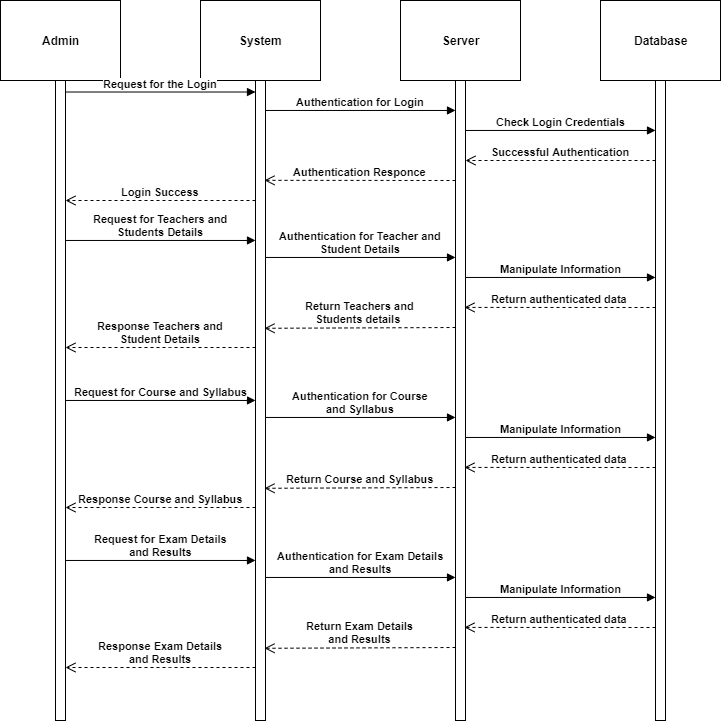 Admin
System
Server
Database
Request for the Login
Authentication for Login
Check Login Credentials
Successful Authentication
Authentication Responce
Login Success
Request for Teachers and
Students Details
Authentication for Teacher and
Student Details
Manipulate Information
Return authenticated data
Return Teachers and
Students details
Response Teachers and
Student Details
Request for Course and Syllabus
Authentication for Course
and Syllabus
Manipulate Information
Return authenticated data
Return Course and Syllabus
Response Course and Syllabus
Request for Exam Details
and Results
Authentication for Exam Details
and Results
Manipulate Information
Return authenticated data
Return Exam Details
and Results
Response Exam Details
and Results